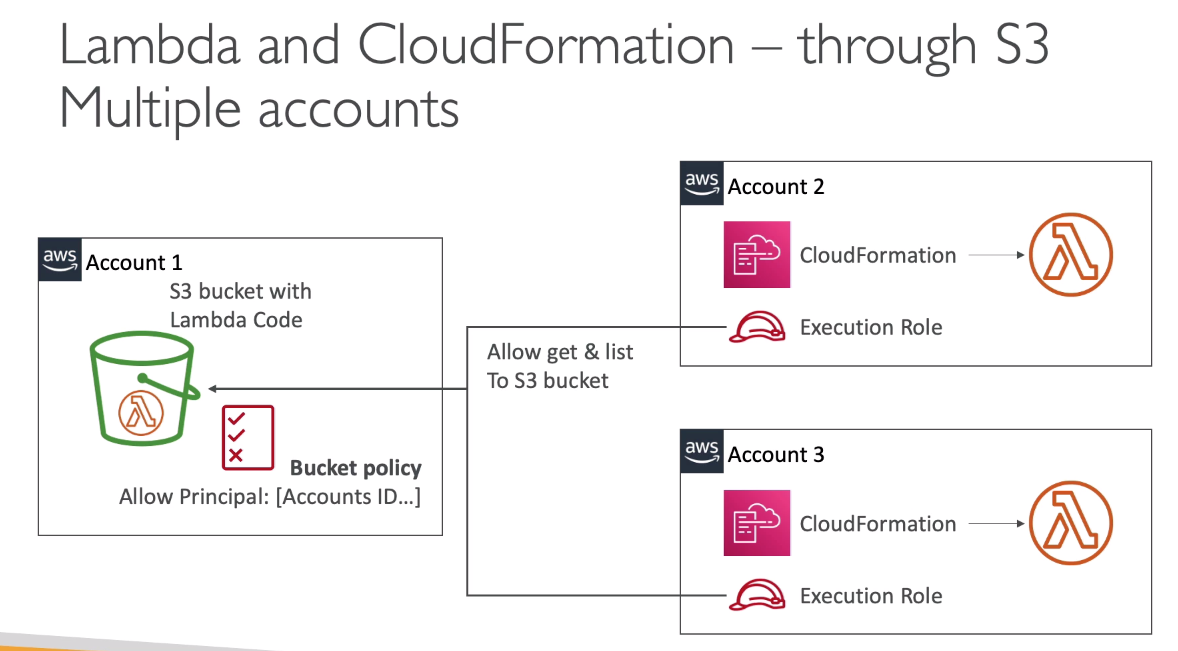 Lambda and CloudFormation – through S3
Multiple accounts
aws
Account 1
S3 bucket with
Lambda Code
Bucket policy
Allow Principal: [Accounts ID…]
Allow get & list
To S3 bucket
aws
Account 2
CloudFormation
Execution Role
aws
Account 3
CloudFormation
Execution Role